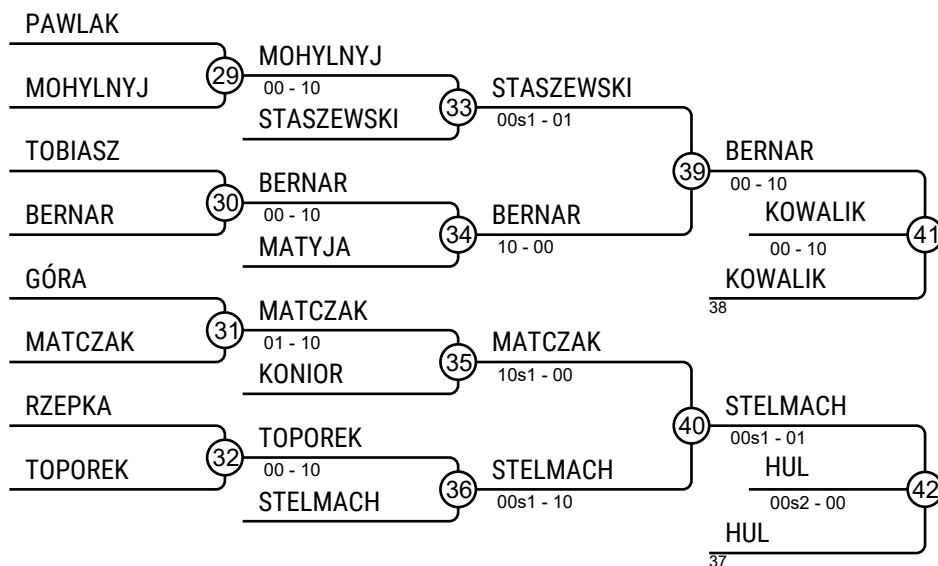 PAWLAK
29
MOHYLNYJ
MOHYLNYJ
00 - 10
33
STASZEWSKI
STASZEWSKI
00s1 - 01
TOBIASZ
30
BERNAR
BERNAR
00 - 10
34
MATYJA
BERNAR
10 - 00
39
BERNAR
00 - 10
KOWALIK
00 - 10
41
KOWALIK
38
GÓRA
31
MATCZAK
MATCZAK
01 - 10
35
KONIOR
MATCZAK
10s1 - 00
RZEPKA
32
TOPOREK
TOPOREK
00 - 10
36
STELMACH
STELMACH
00s1 - 10
40
STELMACH
00s1 - 01
HUL
00s2 - 00
42
HUL
37